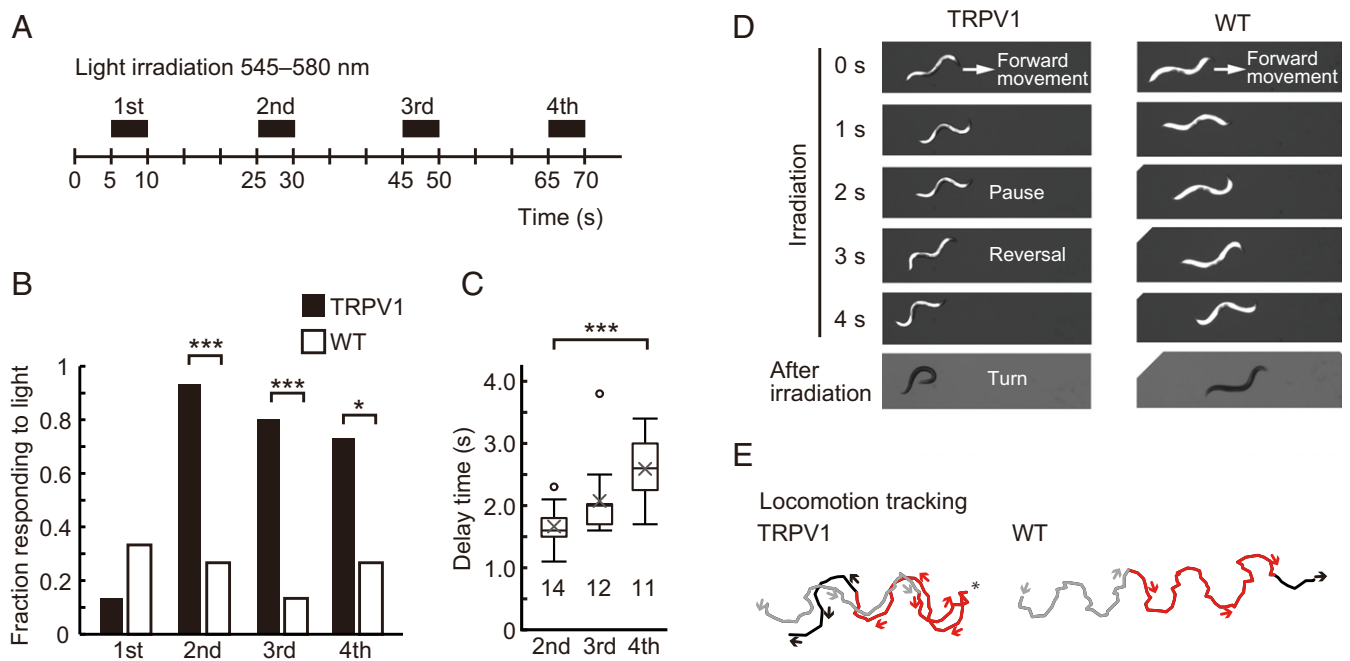 A
Light irradiation 545–580 nm
1st 2nd 3rd 4th
0 5 10 25 30 45 50 65 70
Time (s)
B
TRPV1
WT
***
***
*
Fraction responding to light
1
0.8
0.6
0.4
0.2
0
1st 2nd 3rd 4th
C
***
Delay time (s)
4.0
3.0
2.0
1.0
0
14 12 11
2nd 3rd 4th
D
TRPV1 WT
Irradiation
0 s
Forward
movement
Forward
movement
1 s
2 s
Pause
3 s
Reversal
4 s
After
irradiation
Turn
E
Locomotion tracking
TRPV1 WT
*